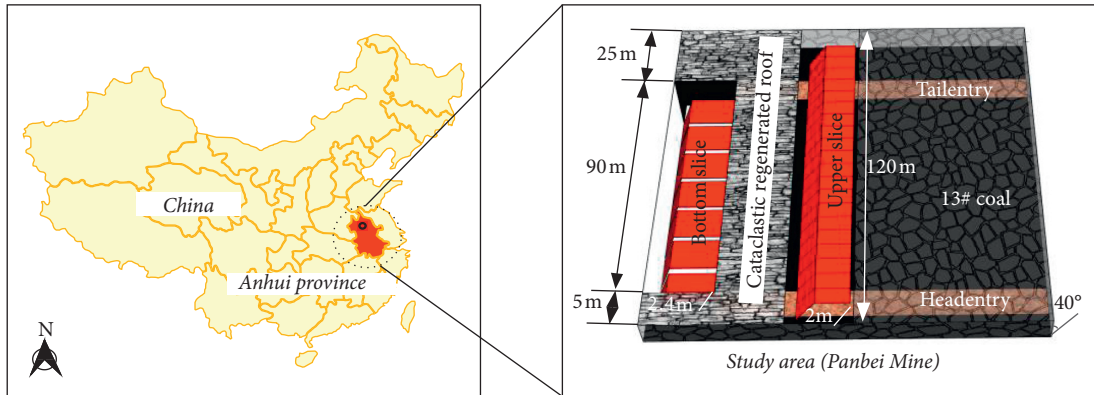 China
Anhui province
N
25 m
90 m
5 m
Bottom slice
2.4m
Cataclastic regenerated roof
Upper slice
2m
120 m
Tailentry
13# coal
Headentry
40°
Study area (Panbei Mine)